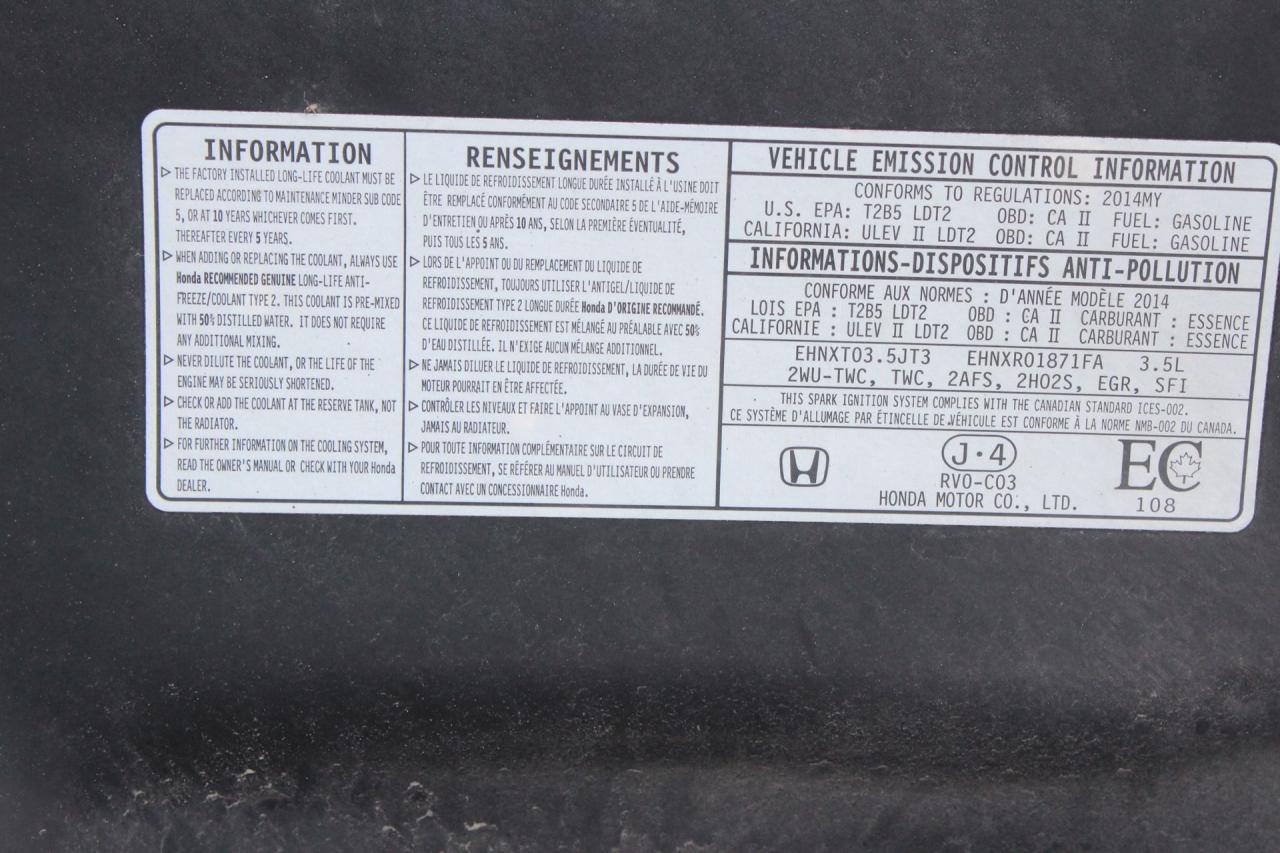 INFORMATION
▷ THE FACTORY INSTALLED LONG-LIFE COOLANT MUST BE
REPLACED ACCORDING TO MAINTENANCE MINDER SUB CODE
5, OR AT 10 YEARS WHICHEVER COMES FIRST.
THEREAFTER EVERY 5 YEARS.
▷ WHEN ADDING OR REPLACING THE COOLANT, ALWAYS USE
Honda RECOMMENDED GENUINE LONG-LIFE ANTI-
FREEZE/COOLANT TYPE 2. THIS COOLANT IS PRE-MIXED
WITH 50% DISTILLED WATER. IT DOES NOT REQUIRE
ANY ADDITIONAL MIXING.
▷ NEVER DILUTE THE COOLANT, OR THE LIFE OF THE
ENGINE MAY BE SERIOUSLY SHORTENED.
▷ CHECK OR ADD THE COOLANT AT THE RESERVE TANK, NOT
THE RADIATOR.
▷ FOR FURTHER INFORMATION ON THE COOLING SYSTEM,
READ THE OWNER'S MANUAL OR CHECK WITH YOUR Honda
DEALER.
RENSEIGNEMENTS
▷ LE LIQUIDE DE REFROIDISSEMENT LONGUE DURÉE INSTALLÉ À L'USINE DOIT
ÊTRE REMPLACÉ CONFORMÉMENT AU CODE SECONDAIRE 5 DE L'AIDE-MÉMOIRE
D'ENTRETIEN OU APRÈS 10 ANS, SELON LA PREMIÈRE ÉVENTUALITÉ,
PUIS TOUS LES 5 ANS.
▷ LORS DE L'APPOINT OU DU REMPLACEMENT DU LIQUIDE DE
REFROIDISSEMENT, TOUJOURS UTILISER L'ANTIGEL/LIQUIDE DE
REFROIDISSEMENT TYPE 2 LONGUE DURÉE Honda D'ORIGINE RECOMMANDÉ.
CE LIQUIDE DE REFROIDISSEMENT EST MÉLANGÉ AU PRÉALABLE AVEC 50%
D'EAU DISTILLÉE. IL N'EXIGE AUCUN MÉLANGE ADDITIONNEL.
▷ NE JAMAIS DILUER LE LIQUIDE DE REFROIDISSEMENT, LA DURÉE DE VIE DU
MOTEUR POURRAIT EN ÊTRE AFFECTÉE.
▷ CONTRÔLER LES NIVEAUX ET FAIRE L'APPOINT AU VASE D'EXPANSION,
JAMAIS AU RADIATEUR.
▷ POUR TOUTE INFORMATION COMPLÉMENTAIRE SUR LE CIRCUIT DE
REFROIDISSEMENT, SE RÉFÉRER AU MANUEL D'UTILISATEUR OU PRENDRE
CONTACT AVEC UN CONCESSIONNAIRE Honda.
VEHICLE EMISSION CONTROL INFORMATION
CONFORMS TO REGULATIONS: 2014MY
U.S. EPA: T2B5 LDT2 OBD: CA II FUEL: GASOLINE
CALIFORNIA: ULEV II LDT2 OBD: CA II FUEL: GASOLINE
INFORMATIONS-DISPOSITIFS ANTI-POLLUTION
CONFORME AUX NORMES : D'ANNÉE MODÈLE 2014
LOIS EPA : T2B5 LDT2 OBD : CA II CARBURANT : ESSENCE
CALIFORNIE : ULEV II LDT2 OBD : CA II CARBURANT : ESSENCE
EHNXT03.5JT3 EHNXR01871FA 3.5L
2WU-TWC, TWC, 2AFS, 2HO2S, EGR, SFI
THIS SPARK IGNITION SYSTEM COMPLIES WITH THE CANADIAN STANDARD ICES-002.
CE SYSTÈME D'ALLUMAGE PAR ÉTINCELLE DE VÉHICULE EST CONFORME À LA NORME NMB-002 DU CANADA.
J·4
RV0-C03
HONDA MOTOR CO., LTD.
EC
108